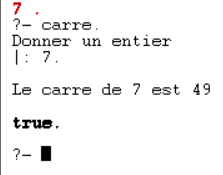 7 .
?- carre.
Donner un entier
|: 7.
Le carre de 7 est 49
true.
?-